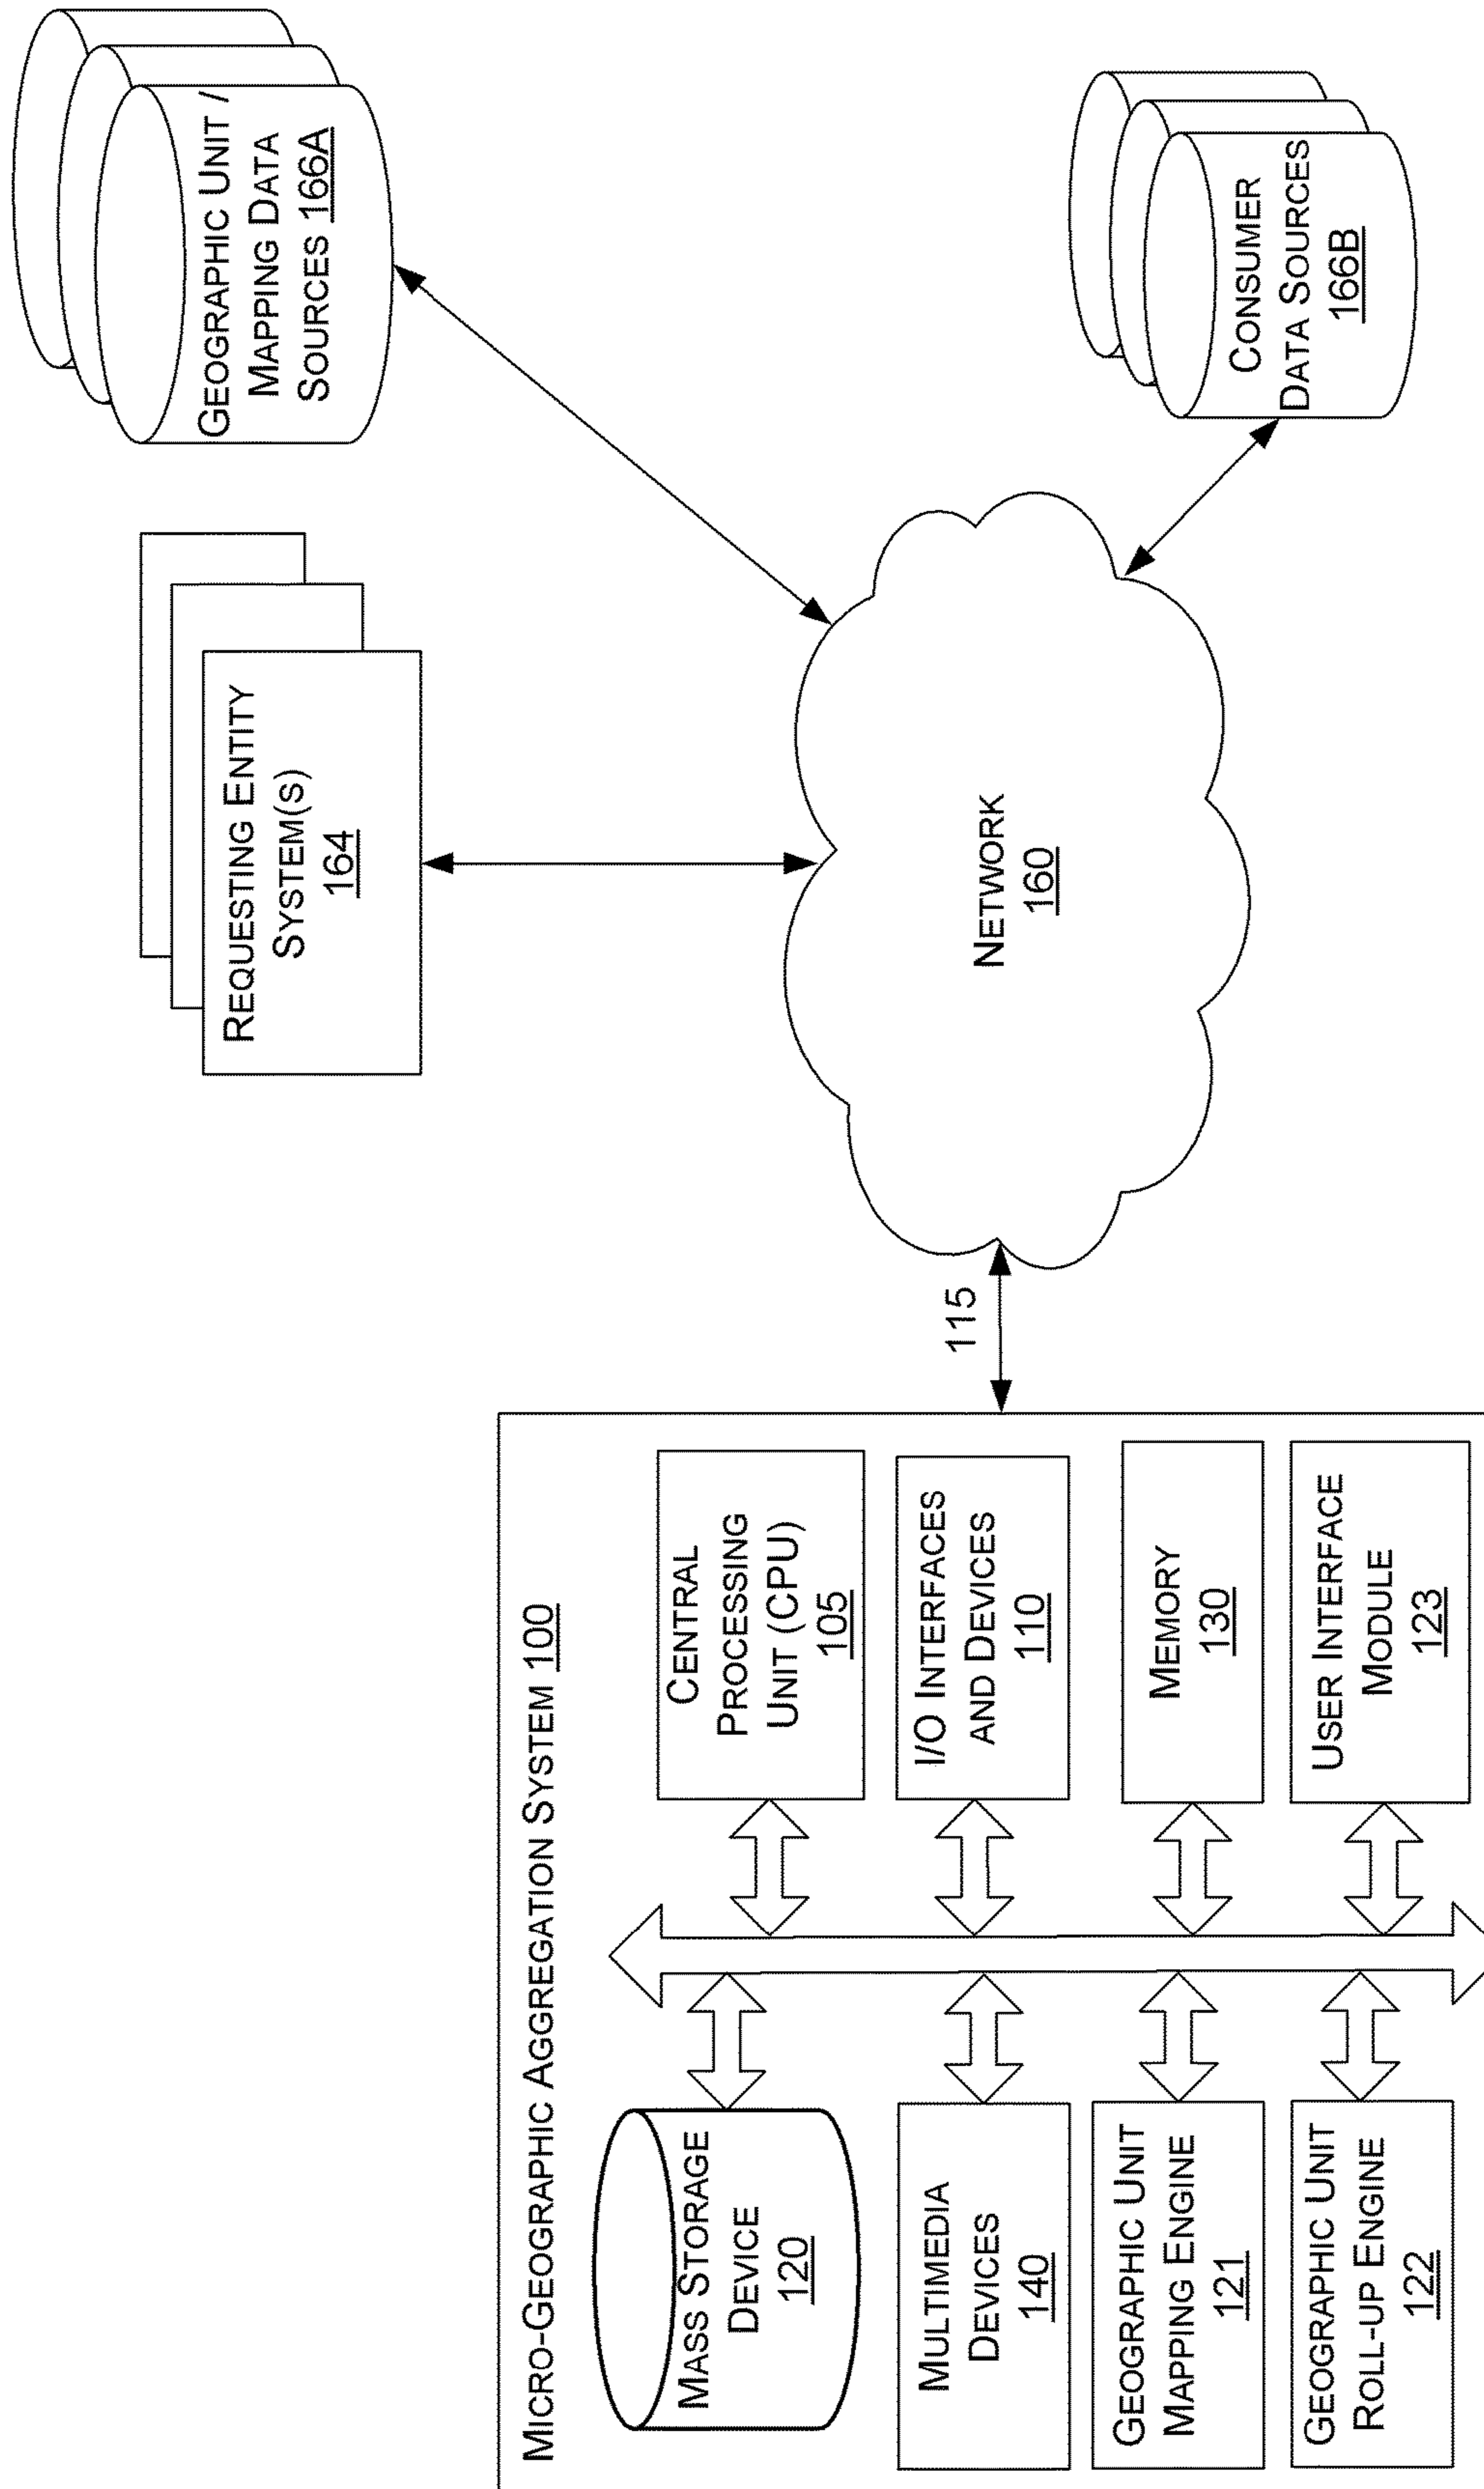 MICRO-GEOGRAPHIC AGGREGATION SYSTEM 100
MASS STORAGE
DEVICE
120
MULTIMEDIA
DEVICES
140
GEOGRAPHIC UNIT
MAPPING ENGINE
121
GEOGRAPHIC UNIT
ROLL-UP ENGINE
122
CENTRAL
PROCESSING
UNIT (CPU)
105
I/O INTERFACES
AND DEVICES
110
MEMORY
130
USER INTERFACE
MODULE
123
115
NETWORK
160
REQUESTING ENTITY
SYSTEM(S)
164
GEOGRAPHIC UNIT /
MAPPING DATA
SOURCES 166A
CONSUMER
DATA SOURCES
166B